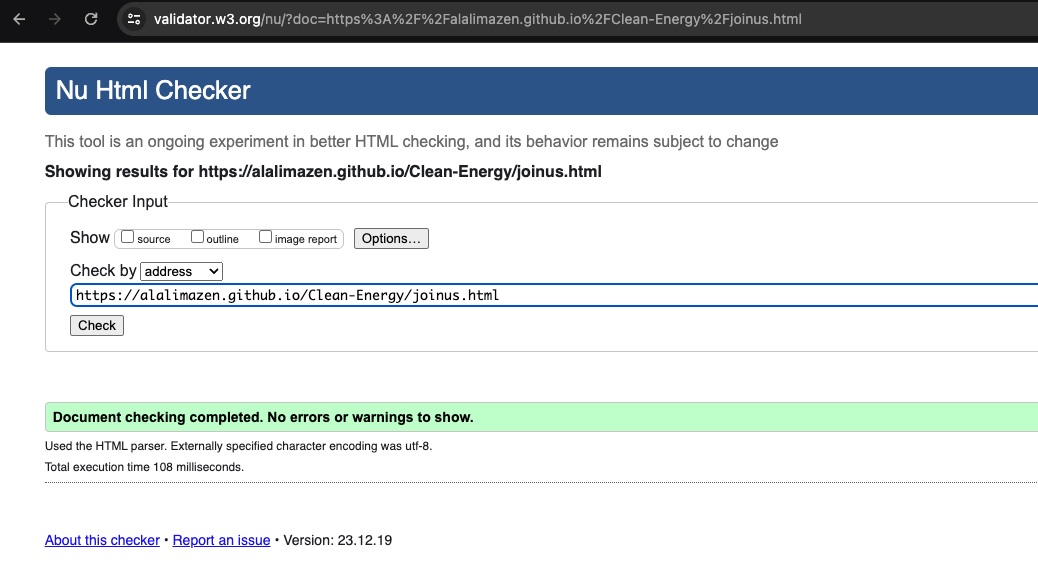 validator.w3.org/nu/?doc=https%3A%2F%2Falalimazen.github.io%2FClean-Energy%2Fjoinus.html
Nu Html Checker
This tool is an ongoing experiment in better HTML checking, and its behavior remains subject to change
Showing results for https://alalimazen.github.io/Clean-Energy/joinus.html
Checker Input
Show source outline image report Options...
Check by address
https://alalimazen.github.io/Clean-Energy/joinus.html
Check
Document checking completed. No errors or warnings to show.
Used the HTML parser. Externally specified character encoding was utf-8.
Total execution time 108 milliseconds.
About this checker • Report an issue • Version: 23.12.19